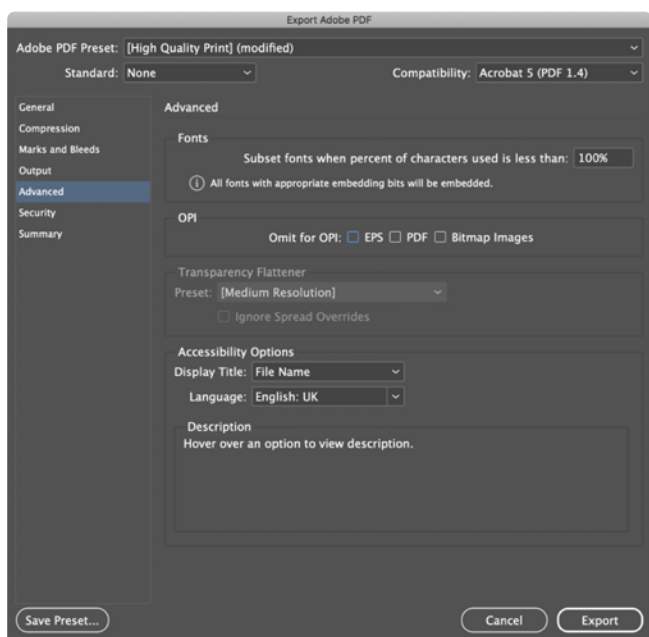 Export Adobe PDF
Adobe PDF Preset: [High Quality Print] (modified)
Standard: None
Compatibility: Acrobat 5 (PDF 1.4)
General
Compression
Marks and Bleeds
Output
Advanced
Security
Summary
Advanced
Fonts
Subset fonts when percent of characters used is less than: 100%
All fonts with appropriate embedding bits will be embedded.
OPI
Omit for OPI: EPS PDF Bitmap Images
Transparency Flattener
Preset: [Medium Resolution]
Ignore Spread Overrides
Accessibility Options
Display Title: File Name
Language: English: UK
Description
Hover over an option to view description.
Save Preset...
Cancel
Export